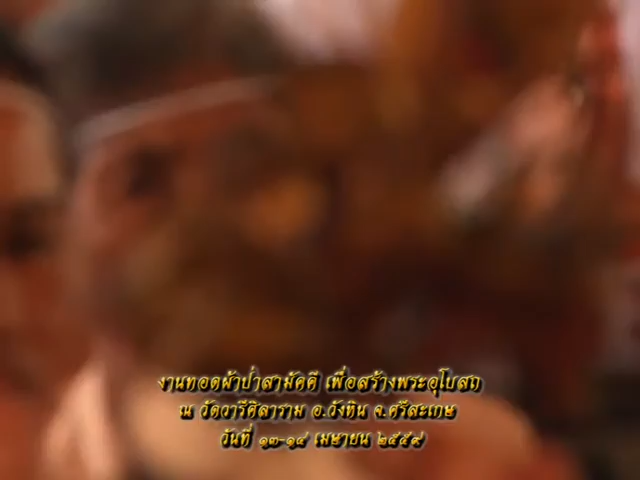 งานทอดผ้าป่าสามัคคี เพื่อสร้างพระอุโบสถ
ณ วัดวารีศิลาราม อ.วังหิน จ.ศรีสะเกษ
วันที่ ๑๓-๑๔ เมษายน ๒๕๕๙